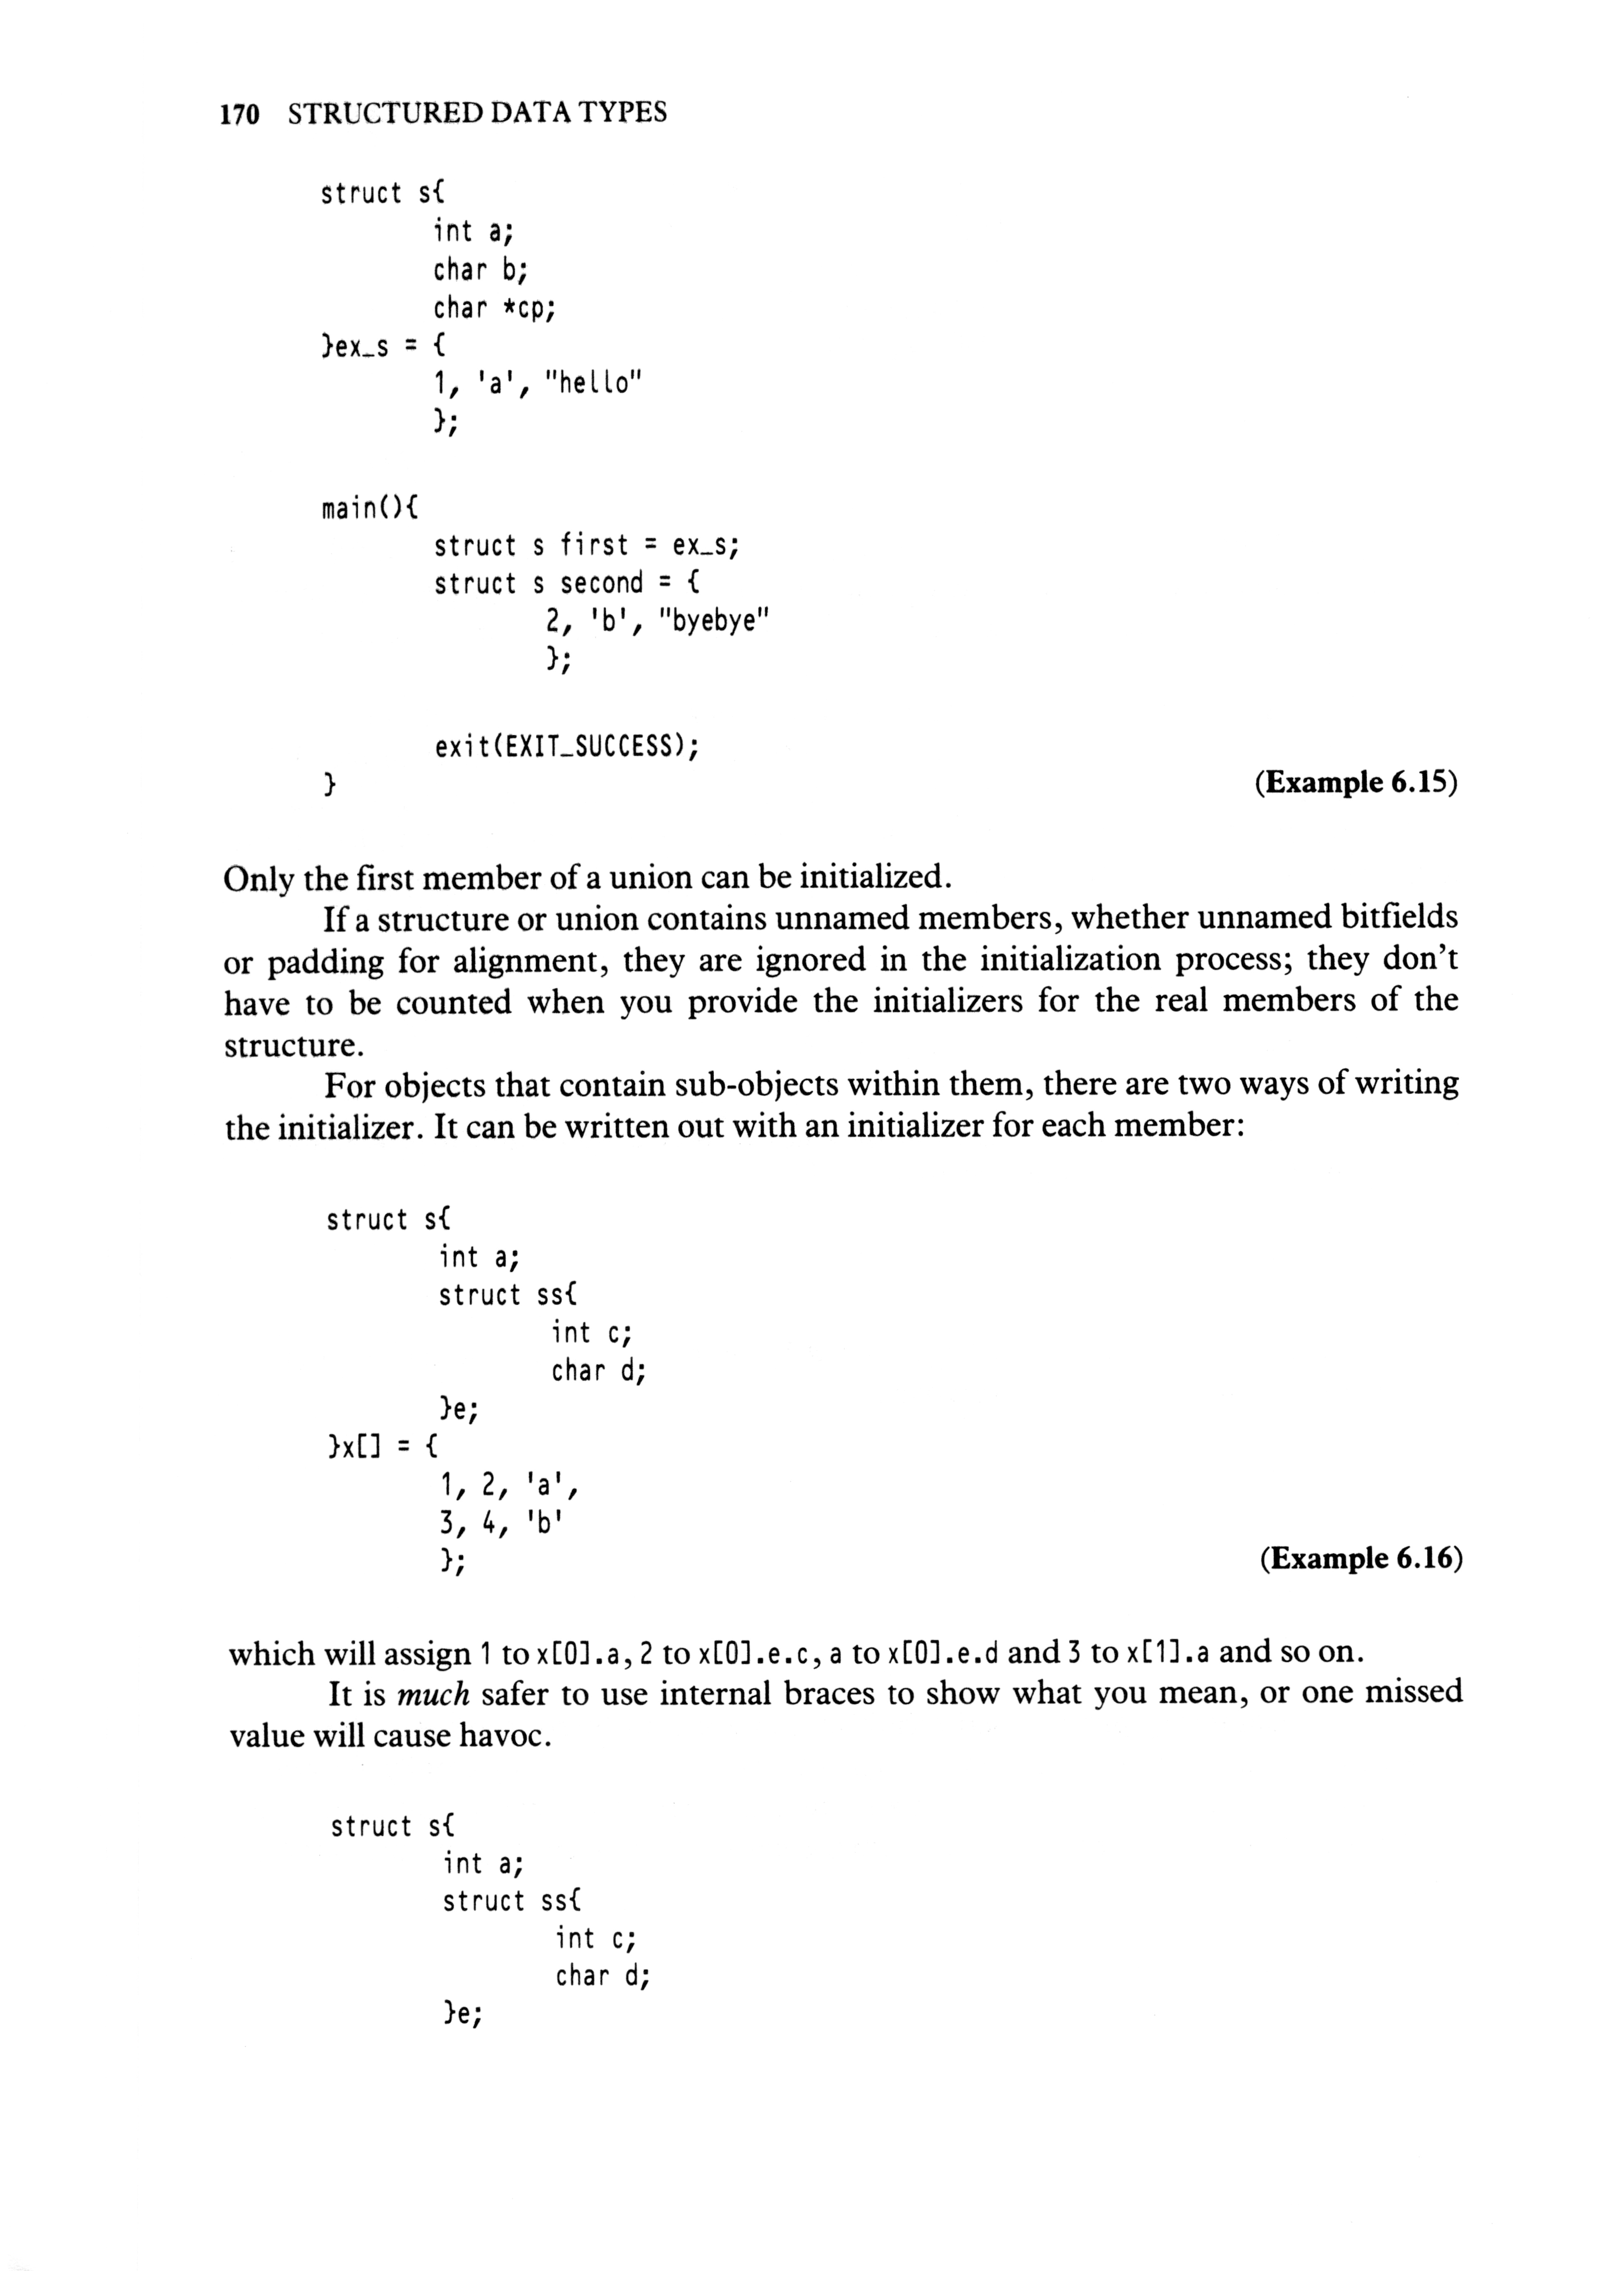 170 STRUCTURED DATA TYPES
struct s{
int a;
char b;
char *cp;
}ex_s = {
1, 'a', "hello"
};
main(){
struct s first = ex_s;
struct s second = {
2, 'b', "byebye"
};
exit(EXIT_SUCCESS);
}
(Example 6.15)
Only the first member of a union can be initialized.
If a structure or union contains unnamed members, whether unnamed bitfields
or padding for alignment, they are ignored in the initialization process; they don't
have to be counted when you provide the initializers for the real members of the
structure.
For objects that contain sub-objects within them, there are two ways of writing
the initializer. It can be written out with an initializer for each member:
struct s{
int a;
struct ss{
int c;
char d;
}e;
}x[] = {
1, 2, 'a',
3, 4, 'b'
};
(Example 6.16)
which will assign 1 to x[0].a, 2 to x[0].e.c, a to x[0].e.d and 3 to x[1].a and so on.
It is much safer to use internal braces to show what you mean, or one missed
value will cause havoc.
struct s{
int a;
struct ss{
int c;
char d;
}e;